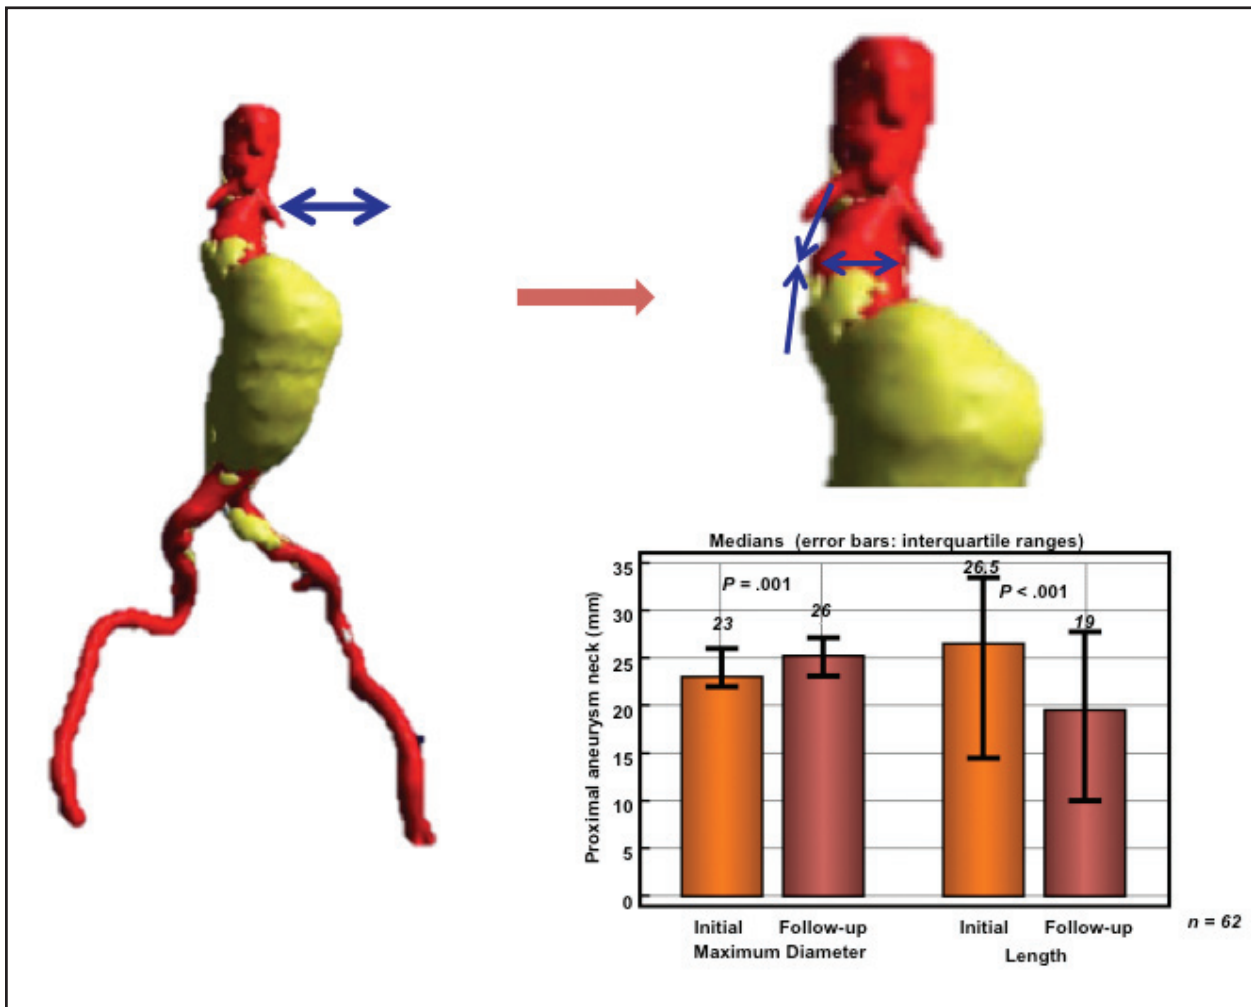 Medians (error bars: interquartile ranges)
Proximal aneurysm neck (mm)
35
30
25
20
15
10
5
0
P = .001
23
26
26.5
P < .001
19
Initial Follow-up Initial Follow-up
Maximum Diameter Length
n = 62